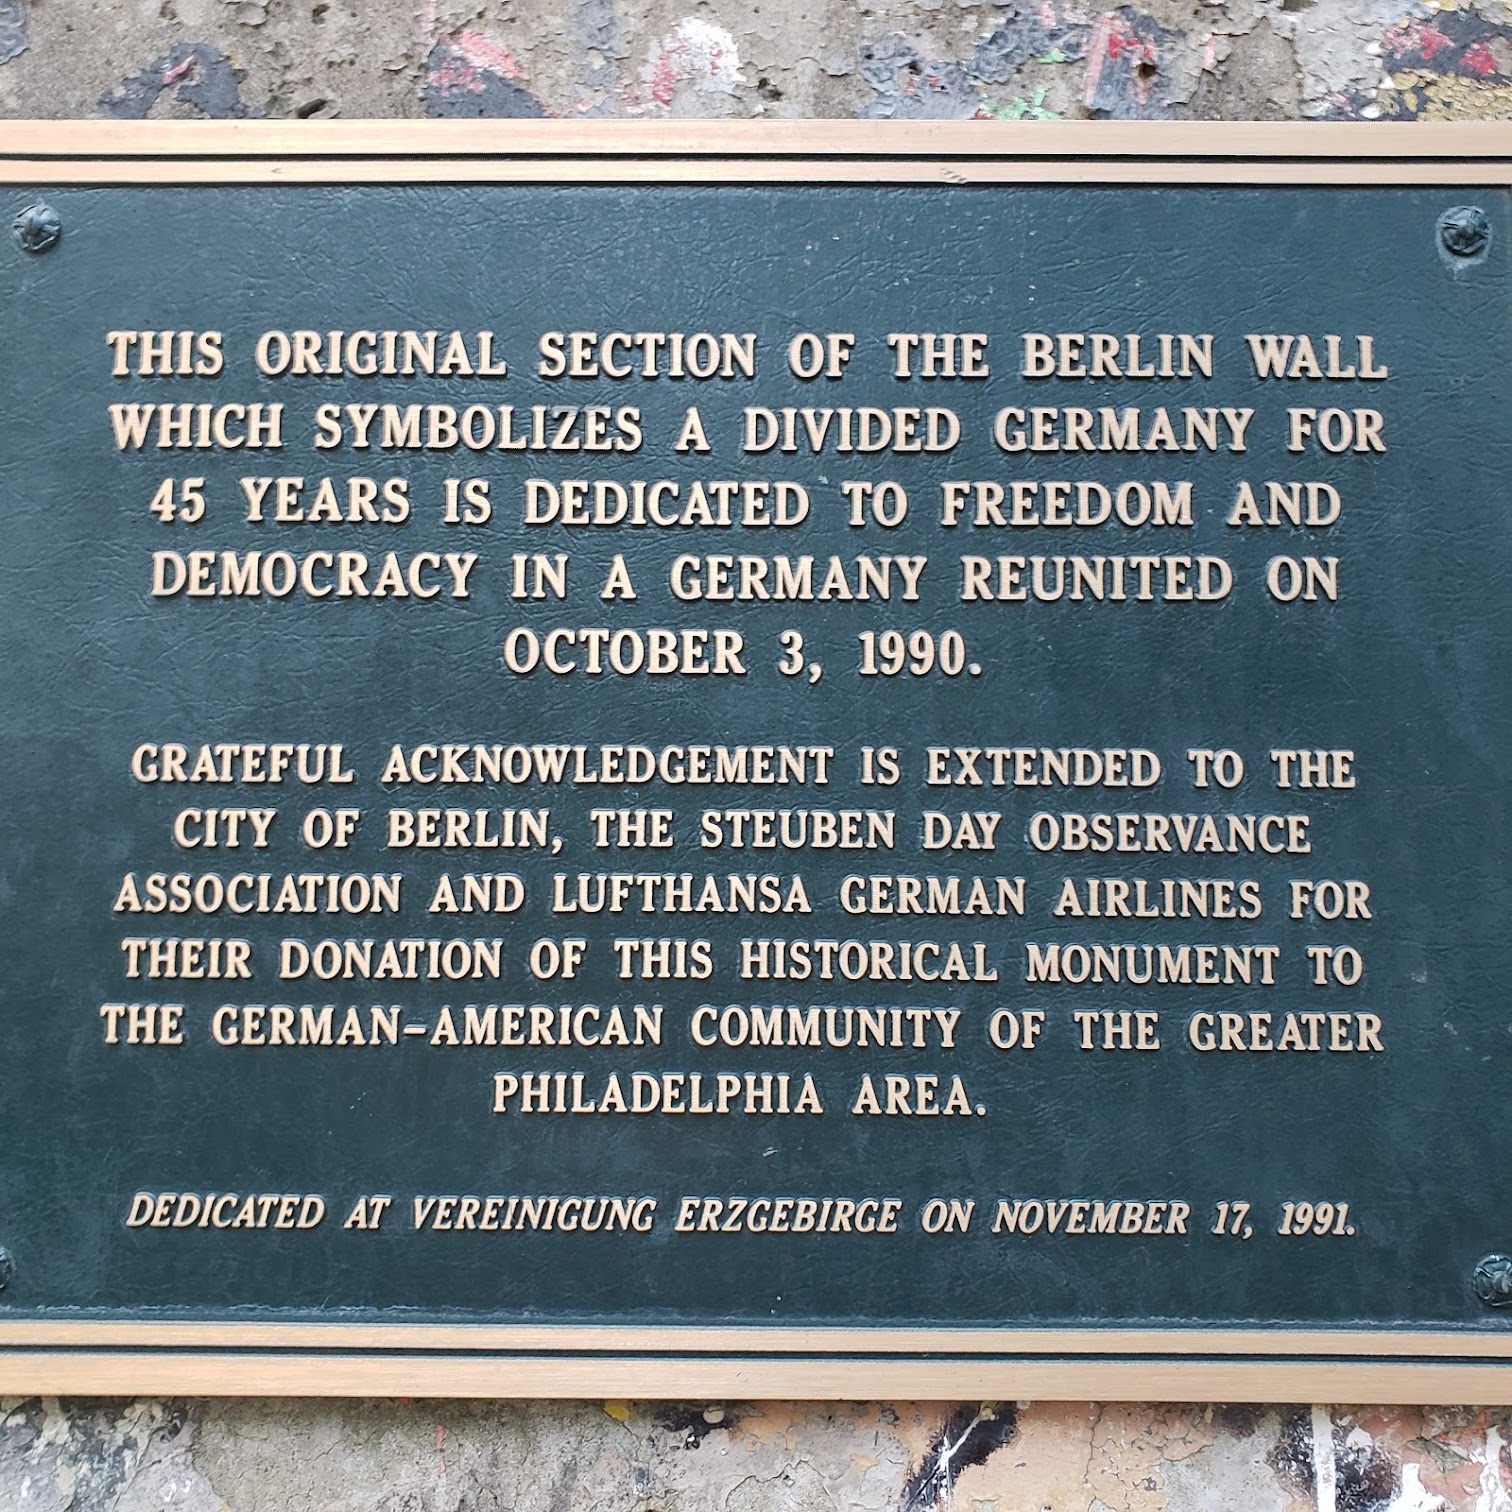 THIS ORIGINAL SECTION OF THE BERLIN WALL
WHICH SYMBOLIZES A DIVIDED GERMANY FOR
45 YEARS IS DEDICATED TO FREEDOM AND
DEMOCRACY IN A GERMANY REUNITED ON
OCTOBER 3, 1990.
GRATEFUL ACKNOWLEDGEMENT IS EXTENDED TO THE
CITY OF BERLIN, THE STEUBEN DAY OBSERVANCE
ASSOCIATION AND LUFTHANSA GERMAN AIRLINES FOR
THEIR DONATION OF THIS HISTORICAL MONUMENT TO
THE GERMAN-AMERICAN COMMUNITY OF THE GREATER
PHILADELPHIA AREA.
DEDICATED AT VEREINIGUNG ERZGEBIRGE ON NOVEMBER 17, 1991.